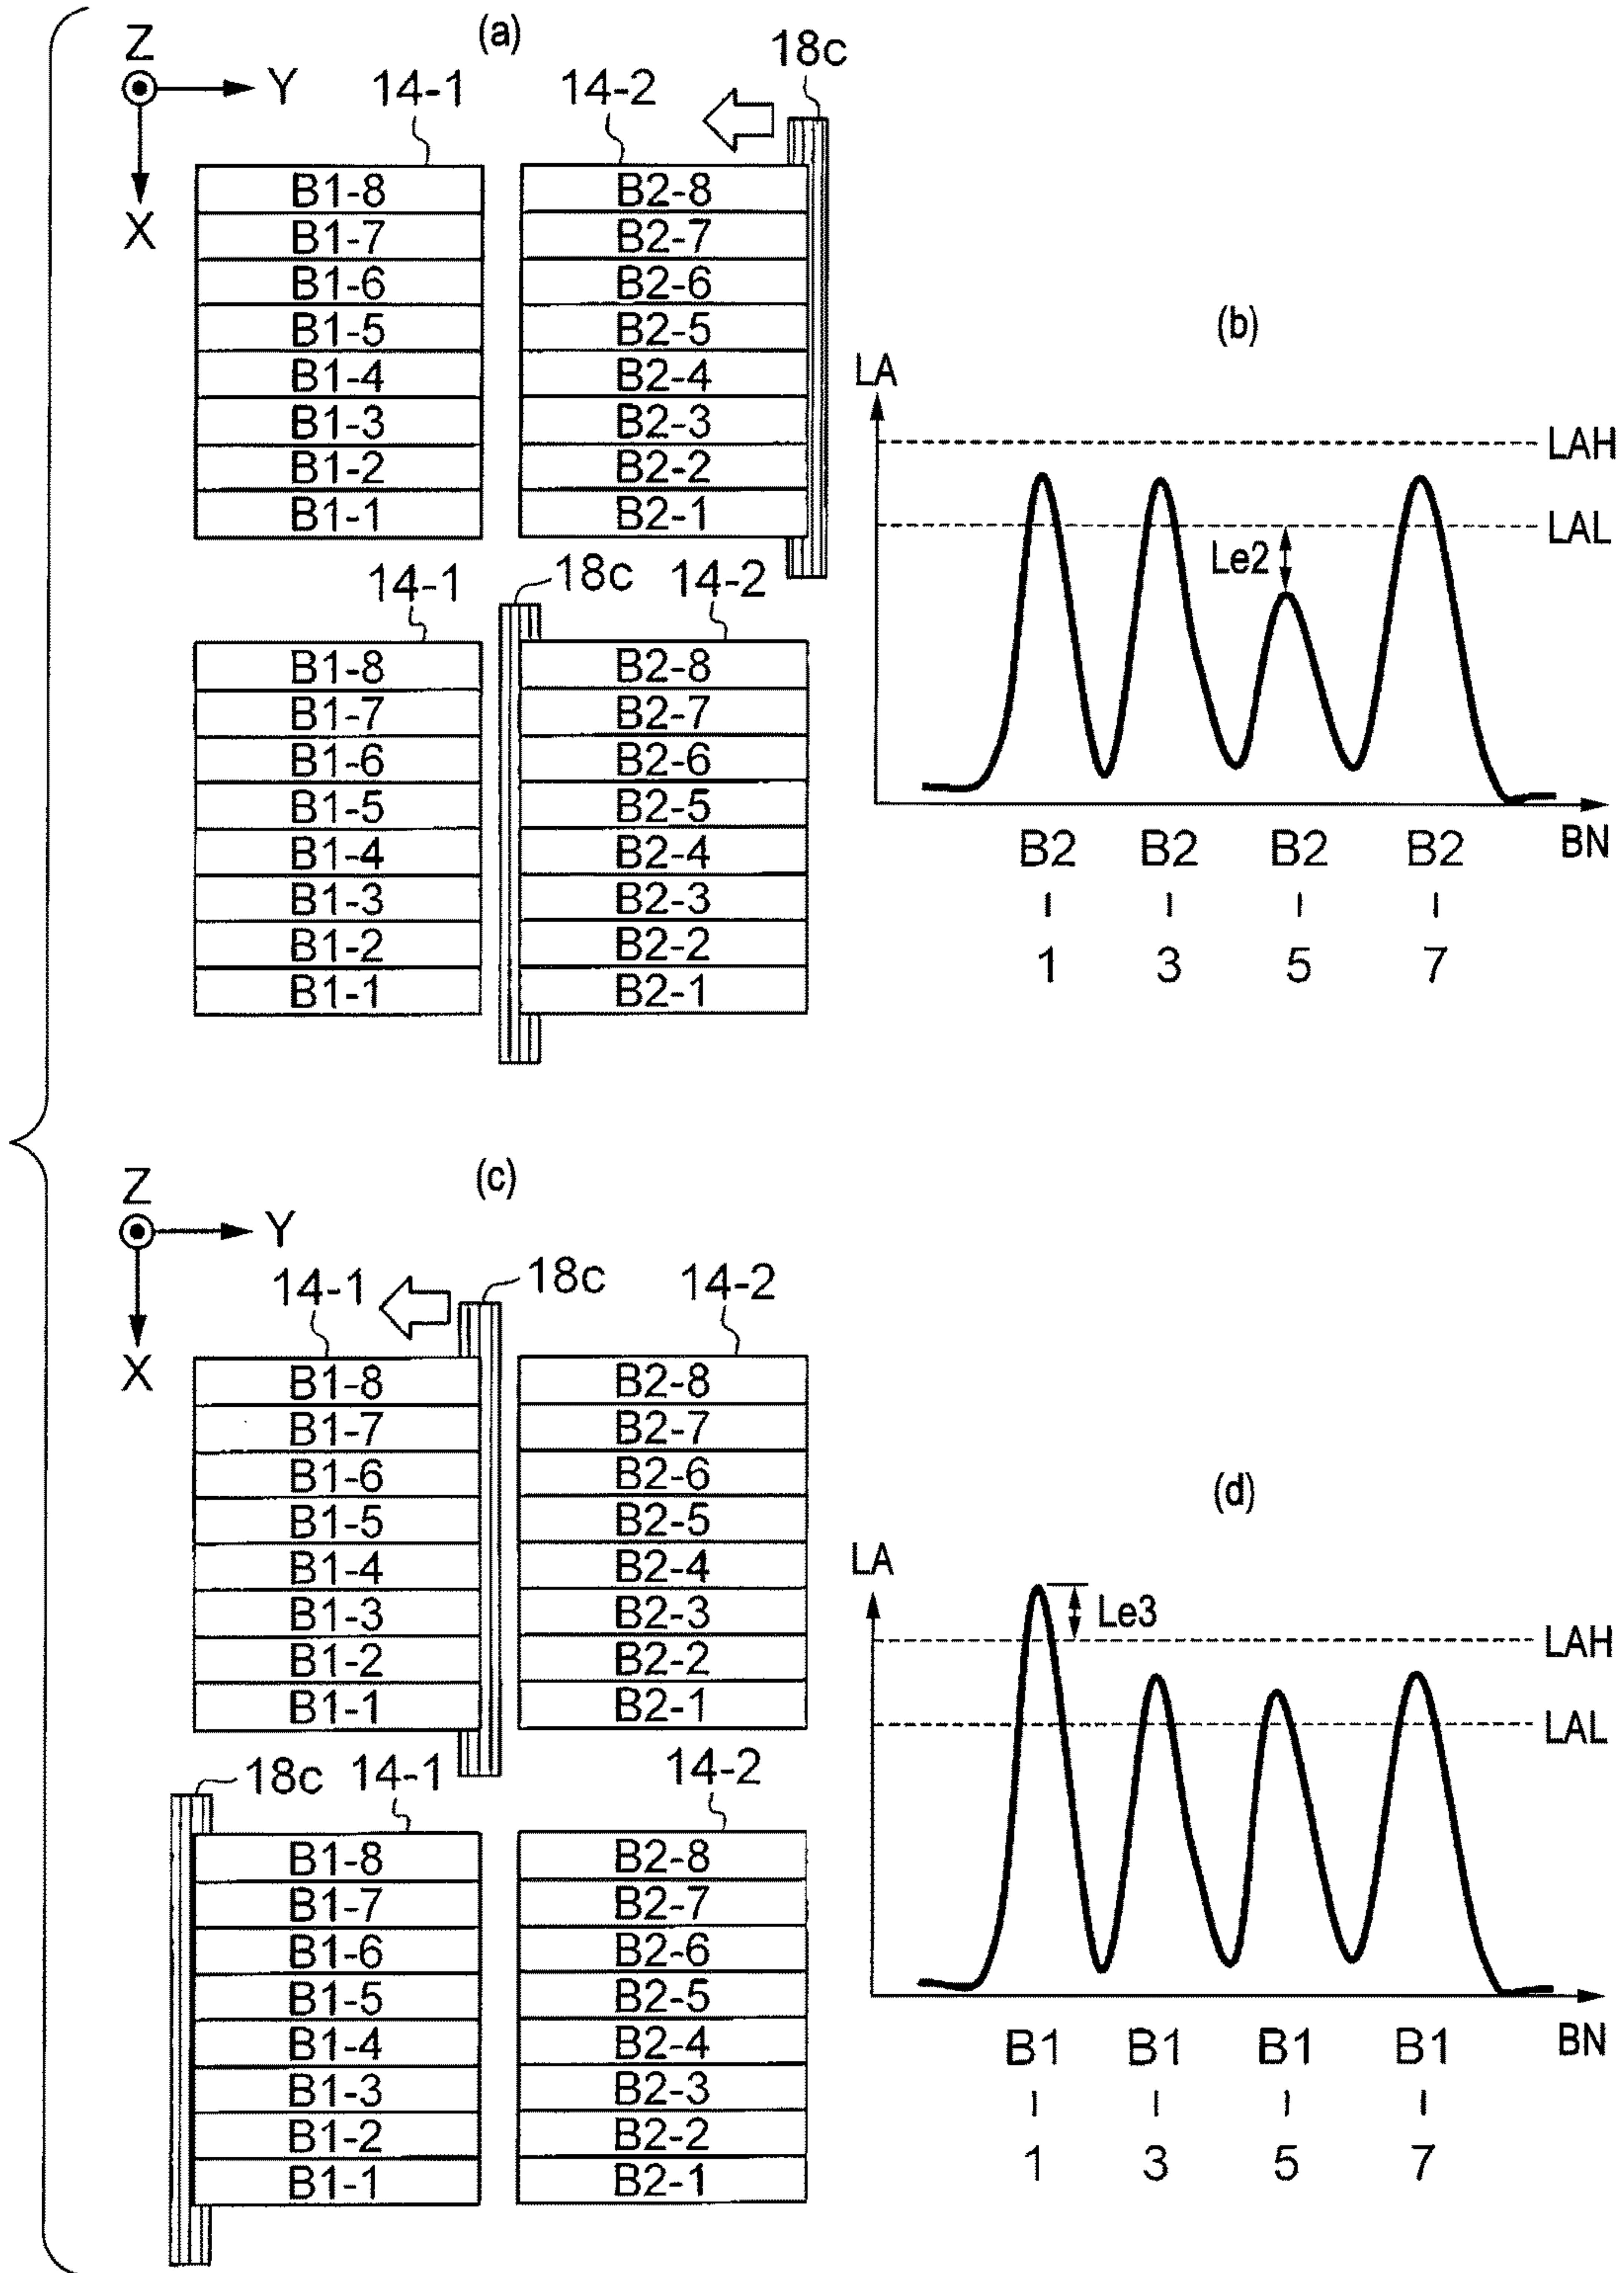 (a)
Z
Y
X
14-1
14-2
18c
B1-8
B1-7
B1-6
B1-5
B1-4
B1-3
B1-2
B1-1
B2-8
B2-7
B2-6
B2-5
B2-4
B2-3
B2-2
B2-1
14-1
18c
14-2
B1-8
B1-7
B1-6
B1-5
B1-4
B1-3
B1-2
B1-1
B2-8
B2-7
B2-6
B2-5
B2-4
B2-3
B2-2
B2-1
(b)
LA
LAH
LAL
Le2
B2 B2 B2 B2 BN
I I I I
1 3 5 7
(c)
Z
Y
X
14-1
18c
14-2
B1-8
B1-7
B1-6
B1-5
B1-4
B1-3
B1-2
B1-1
B2-8
B2-7
B2-6
B2-5
B2-4
B2-3
B2-2
B2-1
18c
14-1
14-2
B1-8
B1-7
B1-6
B1-5
B1-4
B1-3
B1-2
B1-1
B2-8
B2-7
B2-6
B2-5
B2-4
B2-3
B2-2
B2-1
(d)
LA
Le3
LAH
LAL
B1 B1 B1 B1 BN
I I I I
1 3 5 7